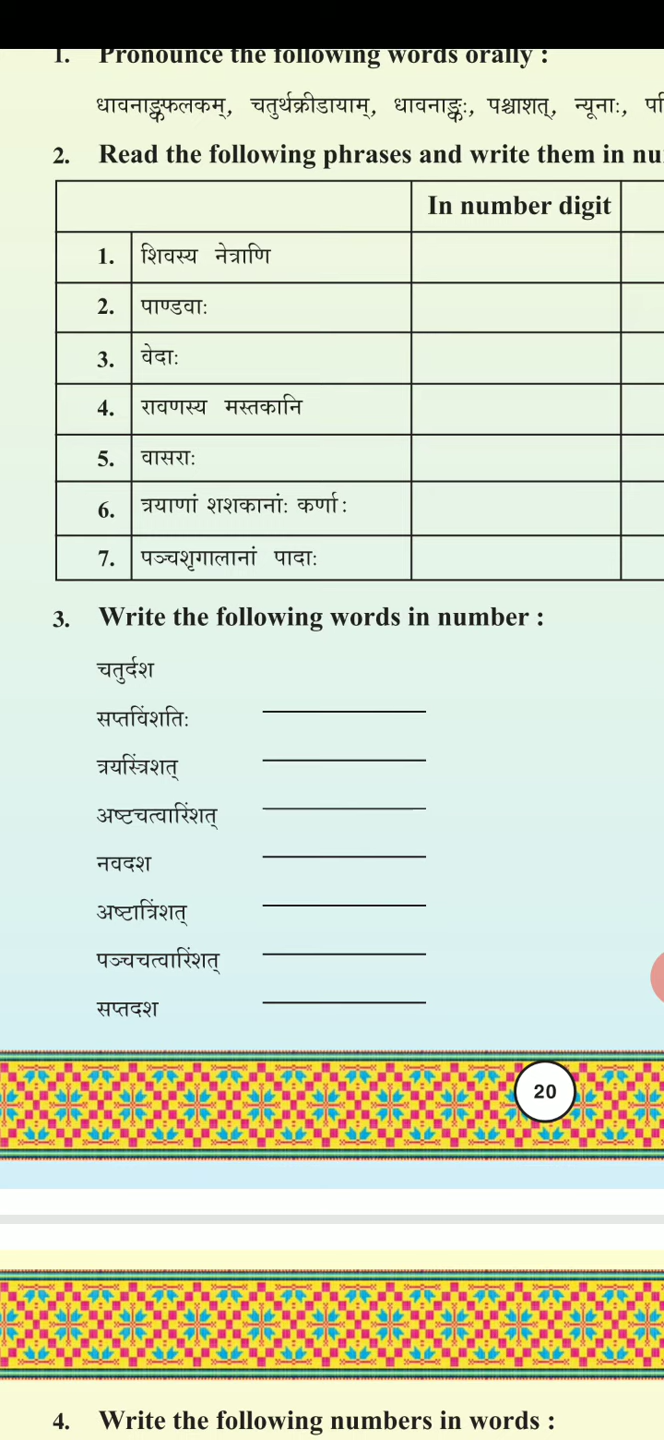 1. Pronounce the following words orally :
धावनाङ्कफलकम्, चतुर्थक्रीडायाम्, धावनाङ्कः, पञ्चाशत्, न्यूनाः,
2. Read the following phrases and write them in nu
In number digit
1. शिवस्य नेत्राणि
2. पाण्डवाः
3. वेदाः
4. रावणस्य मस्तकानि
5. वासराः
6. त्रयाणां शशकानांः कर्णाः
7. पञ्चशृगालानां पादाः
3. Write the following words in number :
चतुर्दश
सप्तविंशतिः
त्रयस्त्रिंशत्
अष्टचत्वारिंशत्
नवदश
अष्टात्रिंशत्
पञ्चचत्वारिंशत्
सप्तदश
20
4. Write the following numbers in words :